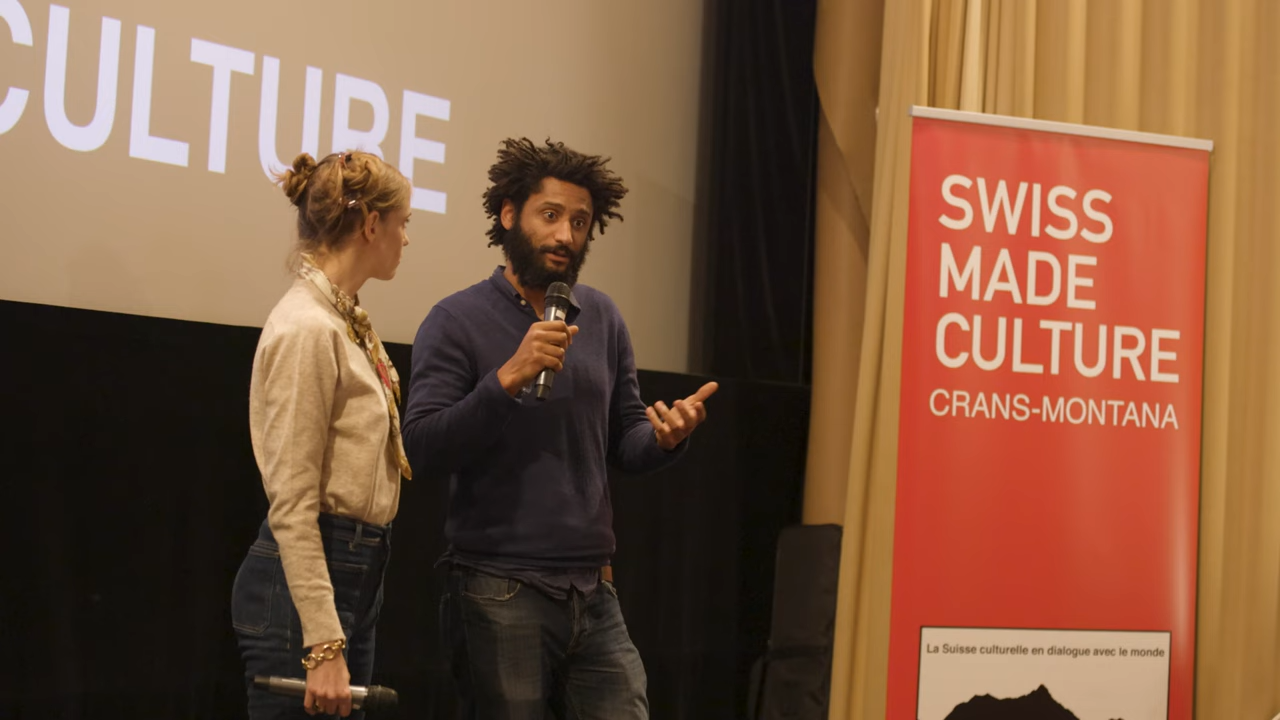 CULTURE
SWISS
MADE
CULTURE
CRANS-MONTANA
La Suisse culturelle en dialogue avec le monde